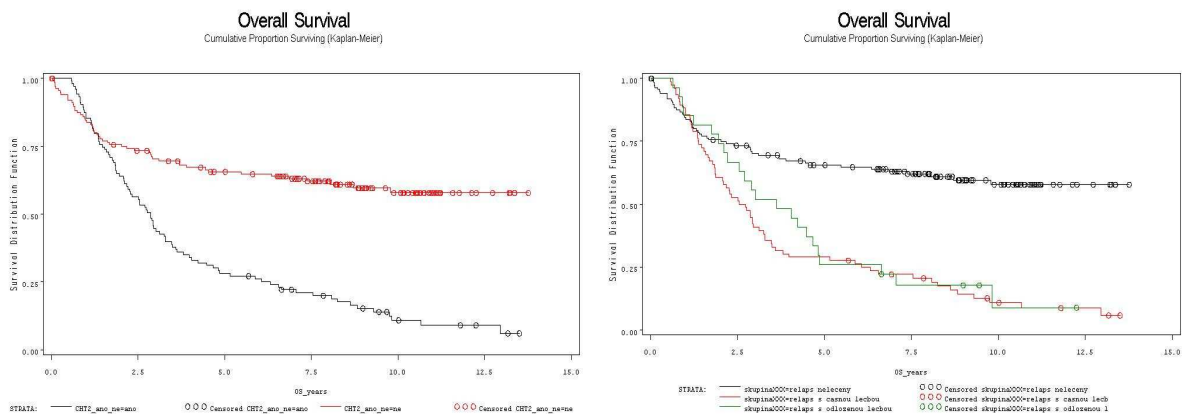 Overall Survival
Cumulative Proportion Surviving (Kaplan-Meier)
Survival Distribution Function
1.00
0.75
0.50
0.25
0.00
0.0 2.5 5.0 7.5 10.0 12.5 15.0
OS_years
STRATA: CHT2_ano_ne=ano Censored CHT2_ano_ne=ano CHT2_ano_ne=ne Censored CHT2_ano_ne=ne
Overall Survival
Cumulative Proportion Surviving (Kaplan-Meier)
Survival Distribution Function
1.00
0.75
0.50
0.25
0.00
0.0 2.5 5.0 7.5 10.0 12.5 15.0
OS_years
STRATA: skupinaXXX=relaps neleceny Censored skupinaXXX=relaps neleceny
skupinaXXX=relaps s casnou lecbou Censored skupinaXXX=relaps s casnou lecb
skupinaXXX=relaps s odlozenou lecbou Censored skupinaXXX=relaps s odlozenou l